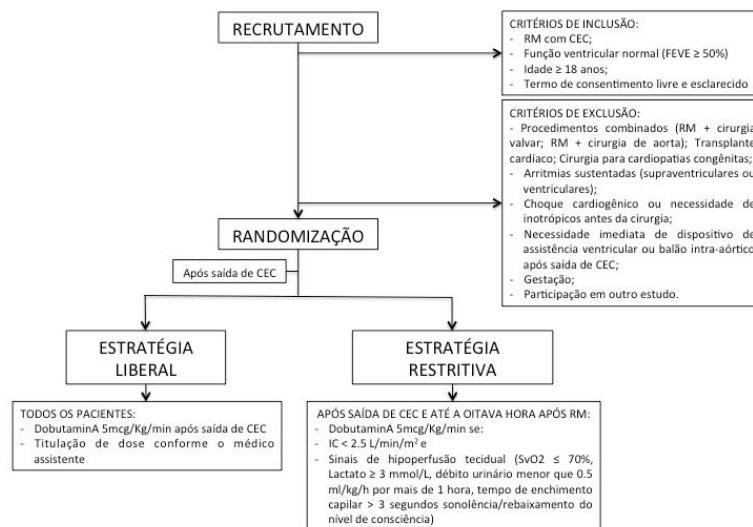 RECRUTAMENTO
CRITÉRIOS DE INCLUSÃO:
- RM com CEC;
- Função ventricular normal (FEVE ≥ 50%)
- Idade ≥ 18 anos;
- Termo de consentimento livre e esclarecido
CRITÉRIOS DE EXCLUSÃO:
- Procedimentos combinados (RM + cirurgia
valvar; RM + cirurgia de aorta); Transplante
cardíaco; Cirurgia para cardiopatias congênitas;
- Arritmias sustentadas (supraventriculares ou
ventriculares);
- Choque cardiogênico ou necessidade de
inotrópicos antes da cirurgia;
- Necessidade imediata de dispositivo de
assistência ventricular ou balão intra-aórtico
após saída de CEC;
- Gestação;
- Participação em outro estudo.
RANDOMIZAÇÃO
Após saída de CEC
ESTRATÉGIA
LIBERAL
ESTRATÉGIA
RESTRITIVA
TODOS OS PACIENTES:
- DobutaminA 5mcg/Kg/min após saída de CEC
- Titulação de dose conforme o médico
assistente
APÓS SAÍDA DE CEC E ATÉ A OITAVA HORA APÓS RM:
- DobutaminA 5mcg/Kg/min se:
- IC < 2.5 L/min/m² e
- Sinais de hipoperfusão tecidual (SvO2 ≤ 70%,
Lactato ≥ 3 mmol/L, débito urinário menor que 0.5
ml/kg/h por mais de 1 hora, tempo de enchimento
capilar > 3 segundos sonolência/rebaixamento do
nível de consciência)